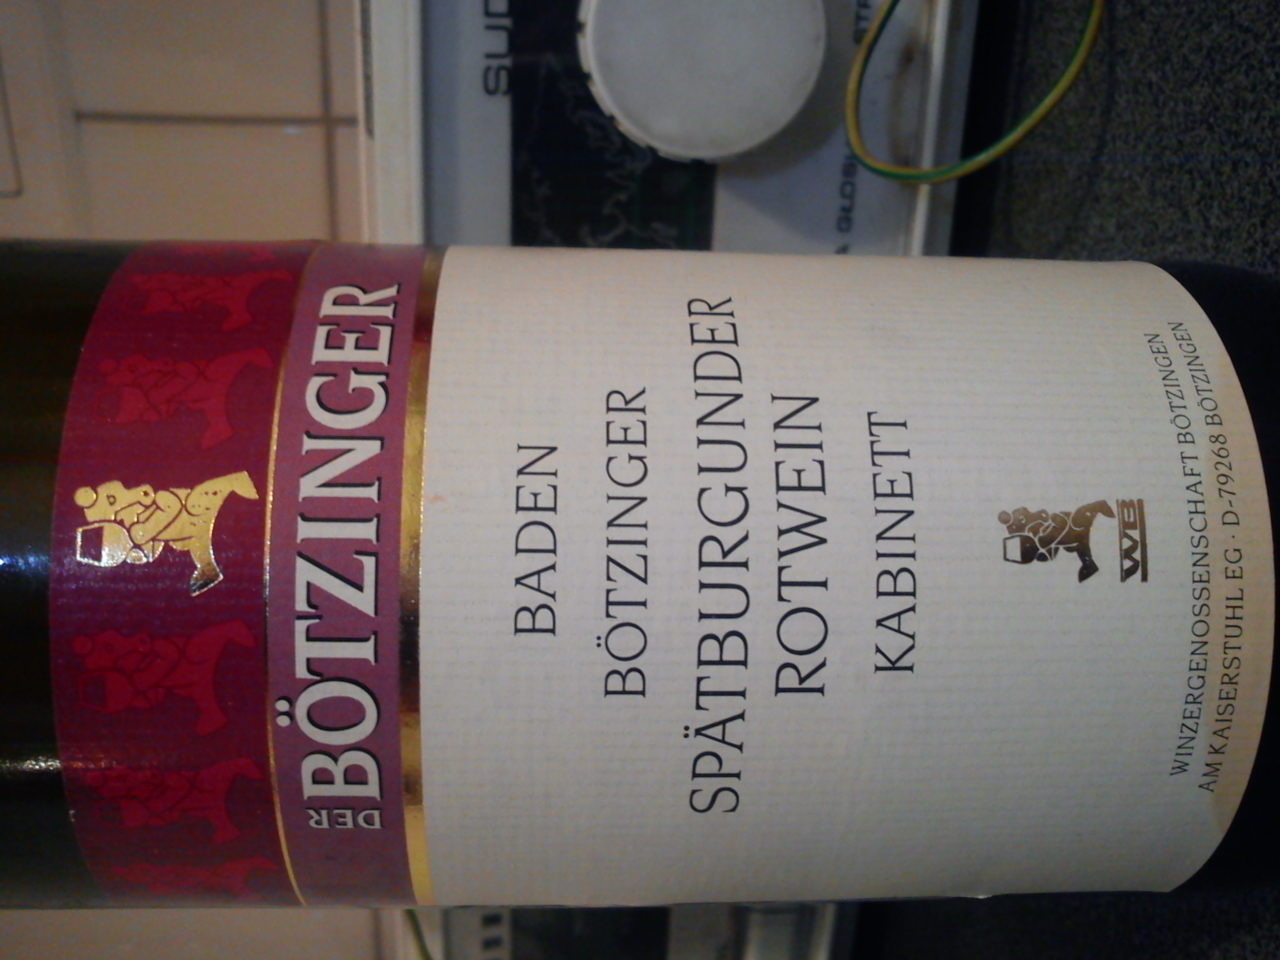 DER BÖTZINGER
BADEN
BÖTZINGER
SPÄTBURGUNDER
ROTWEIN
KABINETT
WB
WINZERGENOSSENSCHAFT BÖTZINGEN
AM KAISERSTUHL EG · D-79268 BÖTZINGEN